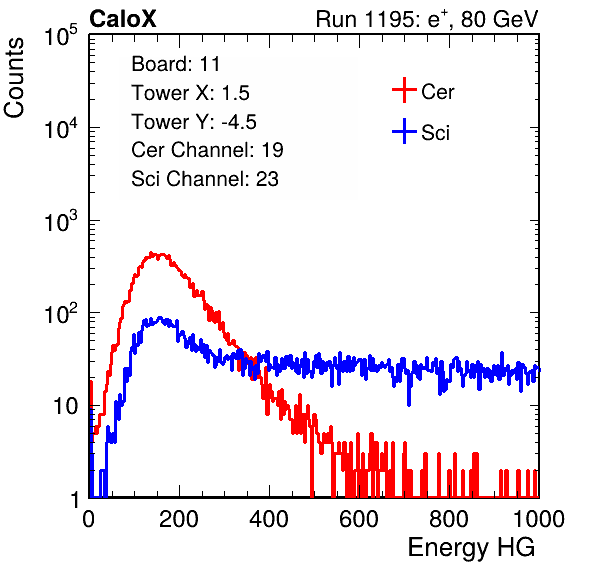 CaloX Run 1195: e⁺, 80 GeV
Counts
10⁵
10⁴
10³
10²
10
1
Board: 11
Tower X: 1.5
Tower Y: -4.5
Cer Channel: 19
Sci Channel: 23
Cer
Sci
0 200 400 600 800 1000
Energy HG